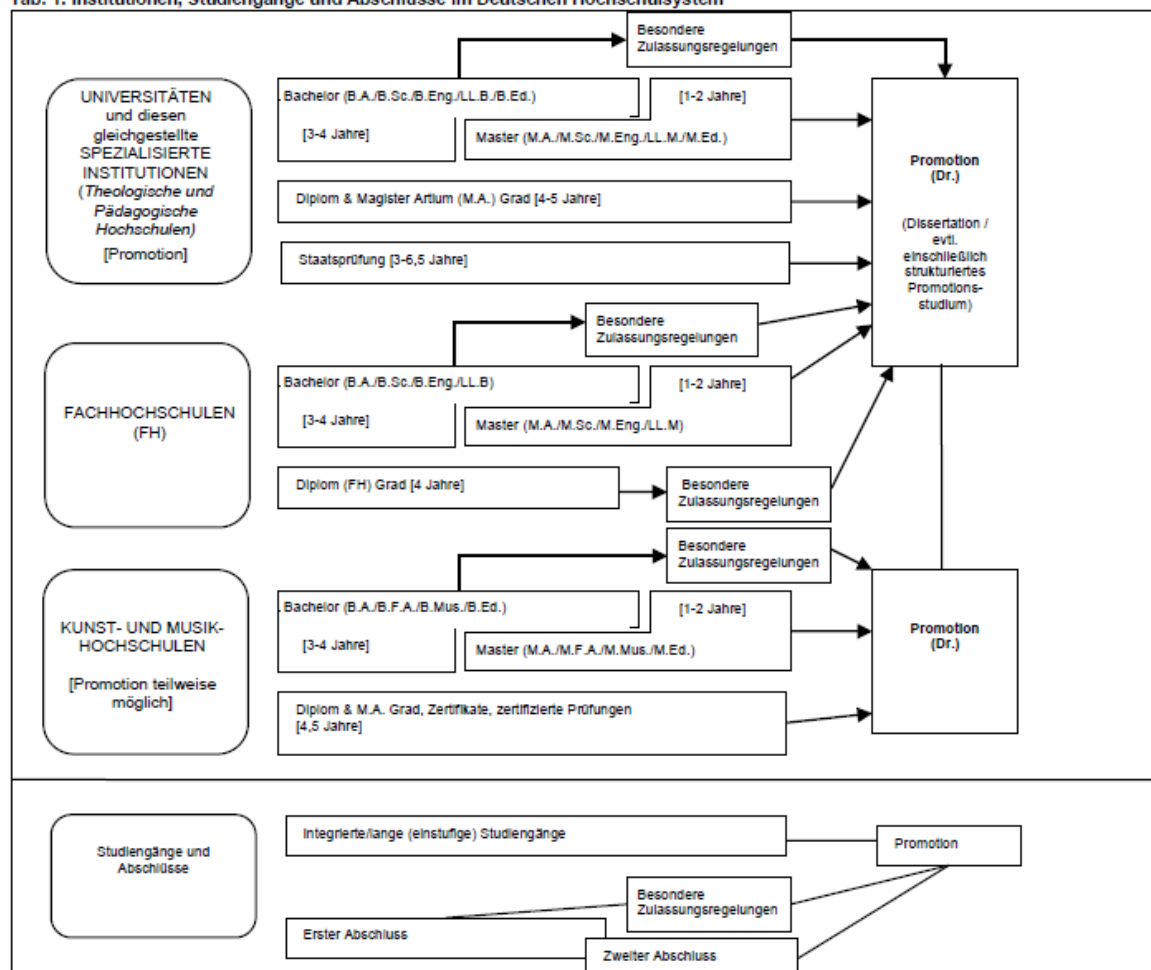 Tab. 1: Institutionen, Studiengänge und Abschlüsse im Deutschen Hochschulsystem
Besondere
Zulassungsregelungen
UNIVERSITÄTEN
und diesen
gleichgestellte
SPEZIALISIERTE
INSTITUTIONEN
(Theologische und
Pädagogische
Hochschulen)
[Promotion]
Bachelor (B.A./B.Sc./B.Eng./LL.B./B.Ed.)
[1-2 Jahre]
[3-4 Jahre]
Master (M.A./M.Sc./M.Eng./LL.M./M.Ed.)
Diplom & Magister Artium (M.A.) Grad [4-5 Jahre]
Staatsprüfung [3-6,5 Jahre]
Promotion
(Dr.)
(Dissertation /
evtl.
einschließlich
strukturiertes
Promotions-
studium)
Besondere
Zulassungsregelungen
FACHHOCHSCHULEN
(FH)
Bachelor (B.A./B.Sc./B.Eng./LL.B)
[1-2 Jahre]
[3-4 Jahre]
Master (M.A./M.Sc./M.Eng./LL.M)
Diplom (FH) Grad [4 Jahre]
Besondere
Zulassungsregelungen
Besondere
Zulassungsregelungen
KUNST- UND MUSIK-
HOCHSCHULEN
[Promotion teilweise
möglich]
Bachelor (B.A./B.F.A./B.Mus./B.Ed.)
[1-2 Jahre]
[3-4 Jahre]
Master (M.A./M.F.A./M.Mus./M.Ed.)
Diplom & M.A. Grad, Zertifikate, zertifizierte Prüfungen
[4,5 Jahre]
Promotion
(Dr.)
Studiengänge und
Abschlüsse
Integrierte/lange (einstufige) Studiengänge
Promotion
Besondere
Zulassungsregelungen
Erster Abschluss
Zweiter Abschluss